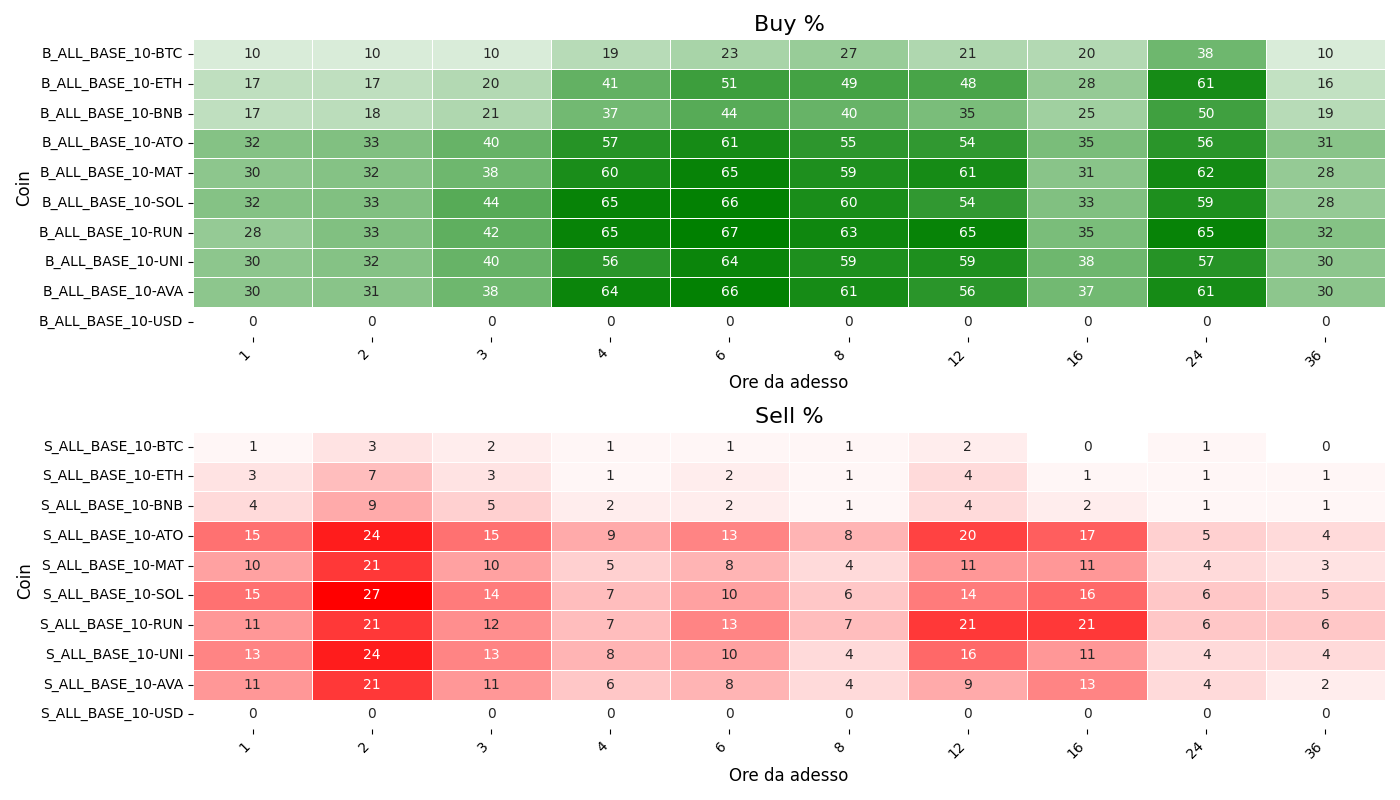 Buy %
Coin
B_ALL_BASE_10-BTC 10 10 10 19 23 27 21 20 38 10
B_ALL_BASE_10-ETH 17 17 20 41 51 49 48 28 61 16
B_ALL_BASE_10-BNB 17 18 21 37 44 40 35 25 50 19
B_ALL_BASE_10-ATO 32 33 40 57 61 55 54 35 56 31
B_ALL_BASE_10-MAT 30 32 38 60 65 59 61 31 62 28
B_ALL_BASE_10-SOL 32 33 44 65 66 60 54 33 59 28
B_ALL_BASE_10-RUN 28 33 42 65 67 63 65 35 65 32
B_ALL_BASE_10-UNI 30 32 40 56 64 59 59 38 57 30
B_ALL_BASE_10-AVA 30 31 38 64 66 61 56 37 61 30
B_ALL_BASE_10-USD 0 0 0 0 0 0 0 0 0 0
1 2 3 4 6 8 12 16 24 36
Ore da adesso
Sell %
Coin
S_ALL_BASE_10-BTC 1 3 2 1 1 1 2 0 1 0
S_ALL_BASE_10-ETH 3 7 3 1 2 1 4 1 1 1
S_ALL_BASE_10-BNB 4 9 5 2 2 1 4 2 1 1
S_ALL_BASE_10-ATO 15 24 15 9 13 8 20 17 5 4
S_ALL_BASE_10-MAT 10 21 10 5 8 4 11 11 4 3
S_ALL_BASE_10-SOL 15 27 14 7 10 6 14 16 6 5
S_ALL_BASE_10-RUN 11 21 12 7 13 7 21 21 6 6
S_ALL_BASE_10-UNI 13 24 13 8 10 4 16 11 4 4
S_ALL_BASE_10-AVA 11 21 11 6 8 4 9 13 4 2
S_ALL_BASE_10-USD 0 0 0 0 0 0 0 0 0 0
1 2 3 4 6 8 12 16 24 36
Ore da adesso